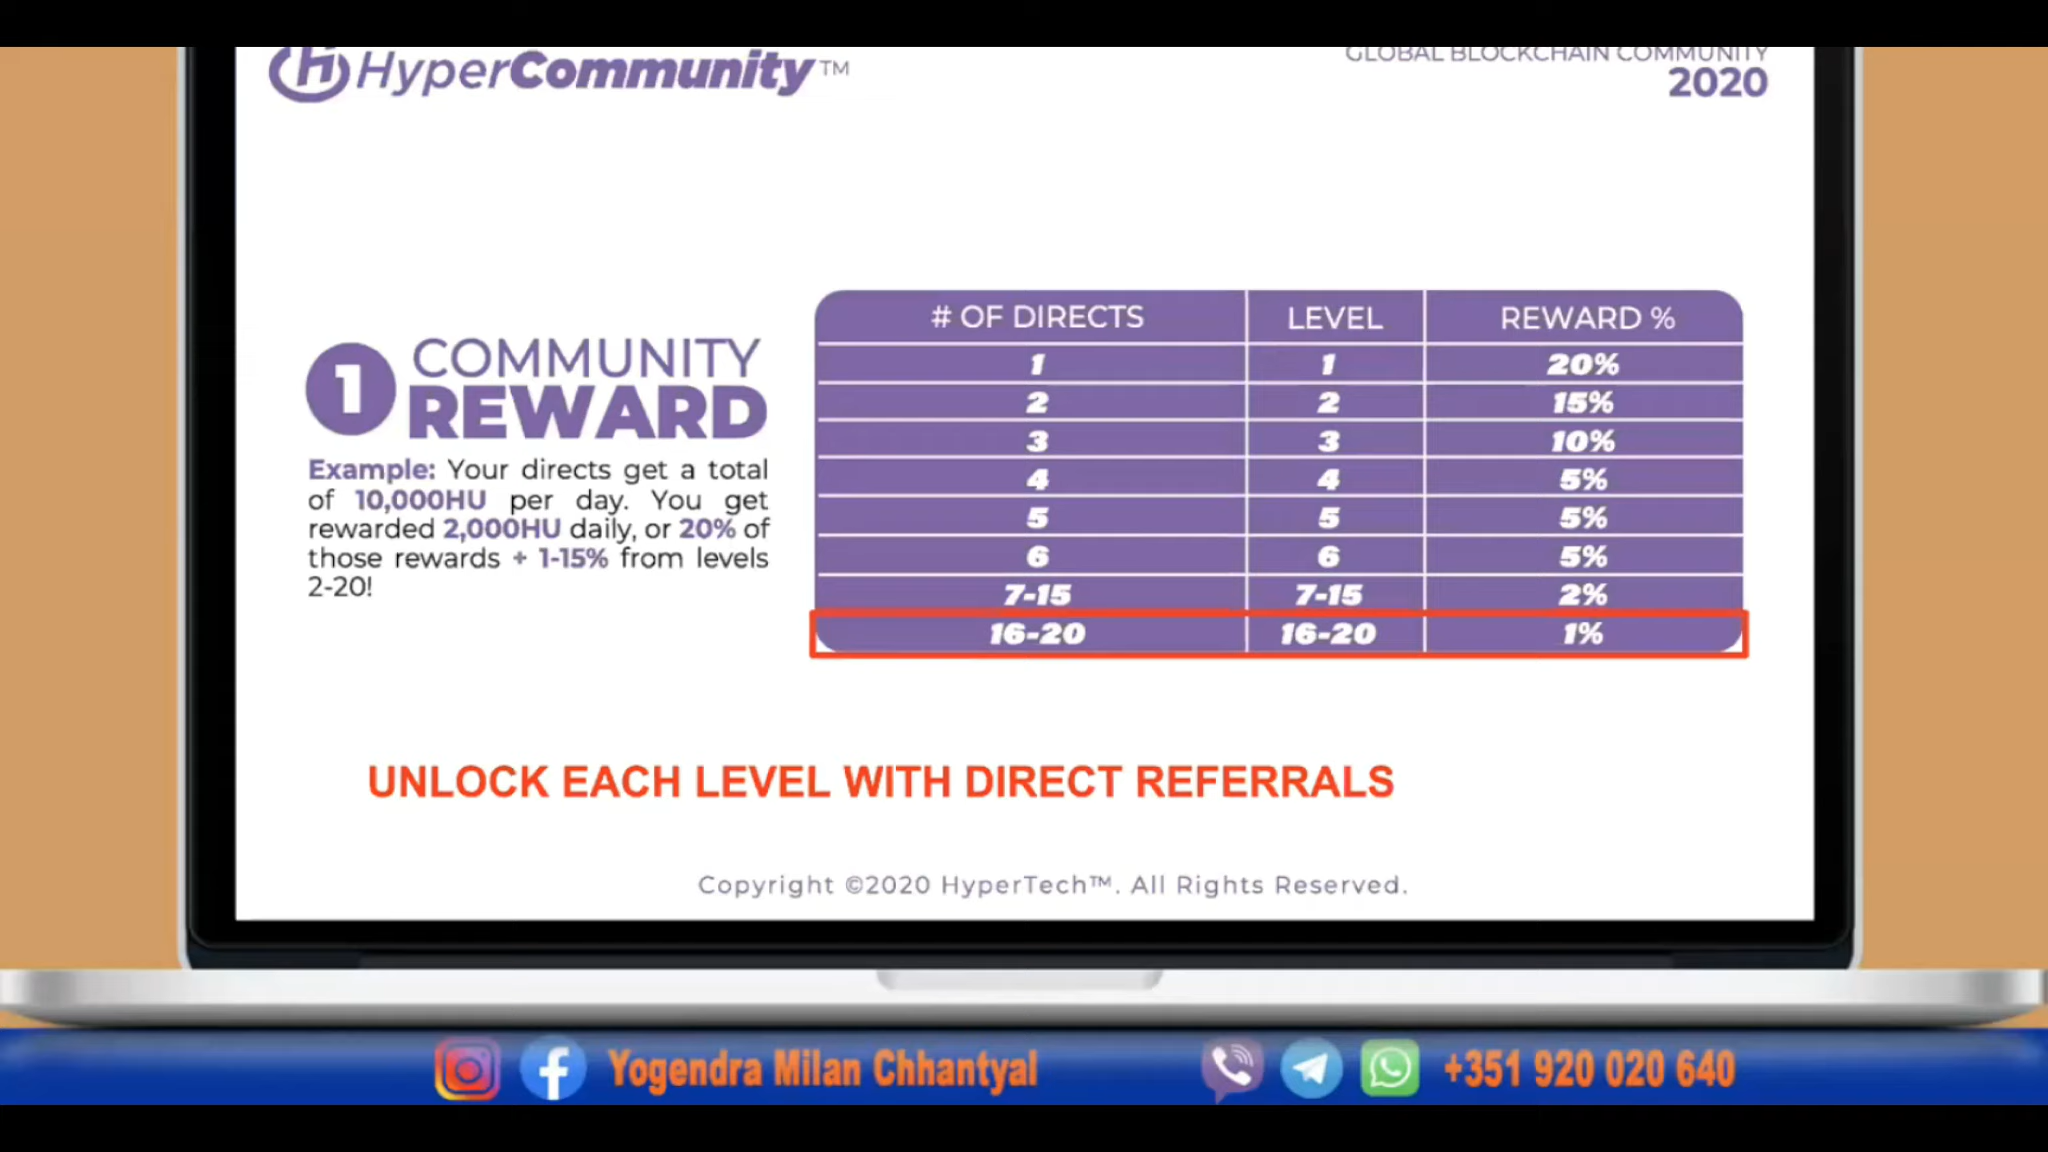 HyperCommunity™
GLOBAL BLOCKCHAIN COMMUNITY
2020
1 COMMUNITY
REWARD
Example: Your directs get a total
of 10,000HU per day. You get
rewarded 2,000HU daily, or 20% of
those rewards + 1-15% from levels
2-20!
# OF DIRECTS LEVEL REWARD %
1 1 20%
2 2 15%
3 3 10%
4 4 5%
5 5 5%
6 6 5%
7-15 7-15 2%
16-20 16-20 1%
UNLOCK EACH LEVEL WITH DIRECT REFERRALS
Copyright ©2020 HyperTech™. All Rights Reserved.
Yogendra Milan Chhantyal +351 920 020 640